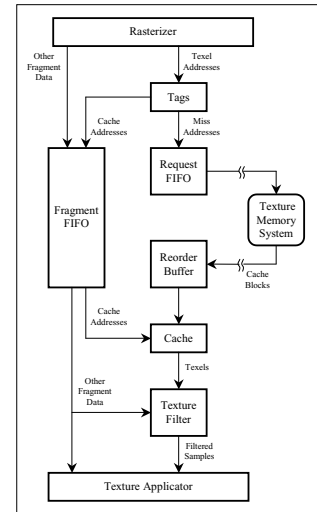 Rasterizer
Other
Fragment
Data
Texel
Addresses
Tags
Cache
Addresses
Miss
Addresses
Request
FIFO
Fragment
FIFO
Texture
Memory
System
Reorder
Buffer
Cache
Blocks
Cache
Addresses
Cache
Texels
Other
Fragment
Data
Texture
Filter
Filtered
Samples
Texture Applicator